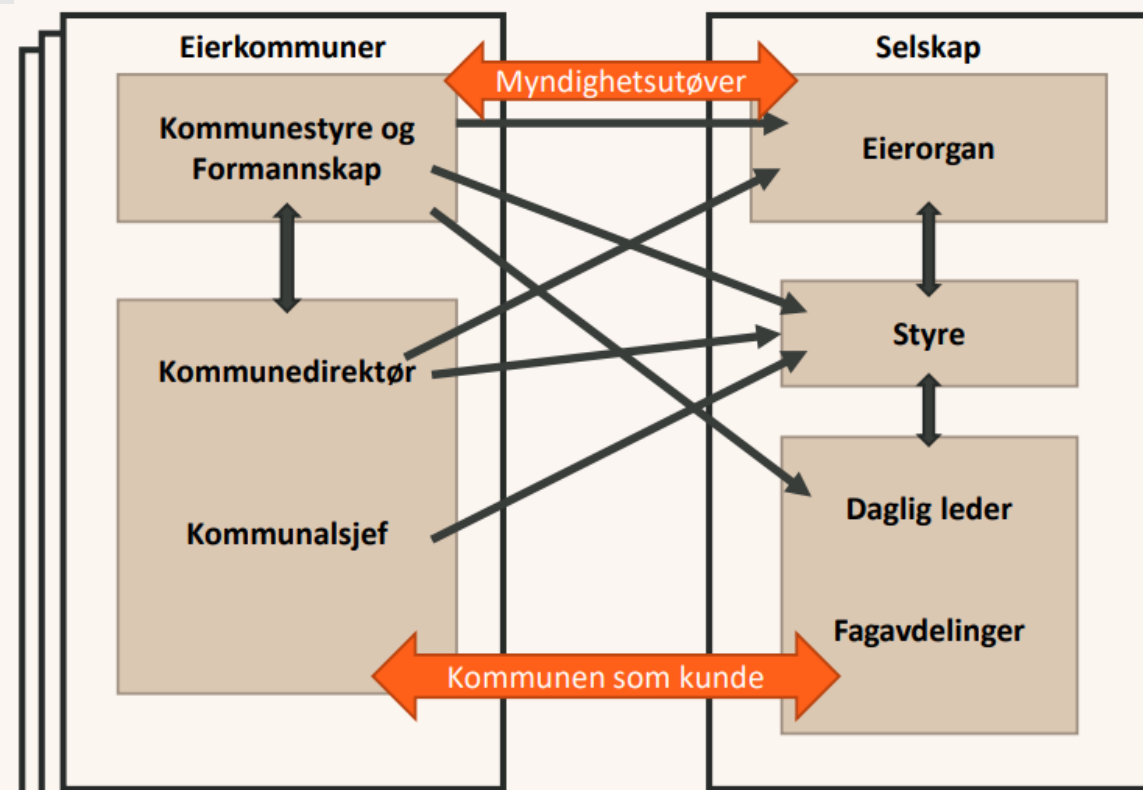 Eierkommuner
Kommunestyre og
Formannskap
Kommunedirektør
Kommunalsjef
Myndighetsutøver
Kommunen som kunde
Selskap
Eierorgan
Styre
Daglig leder
Fagavdelinger